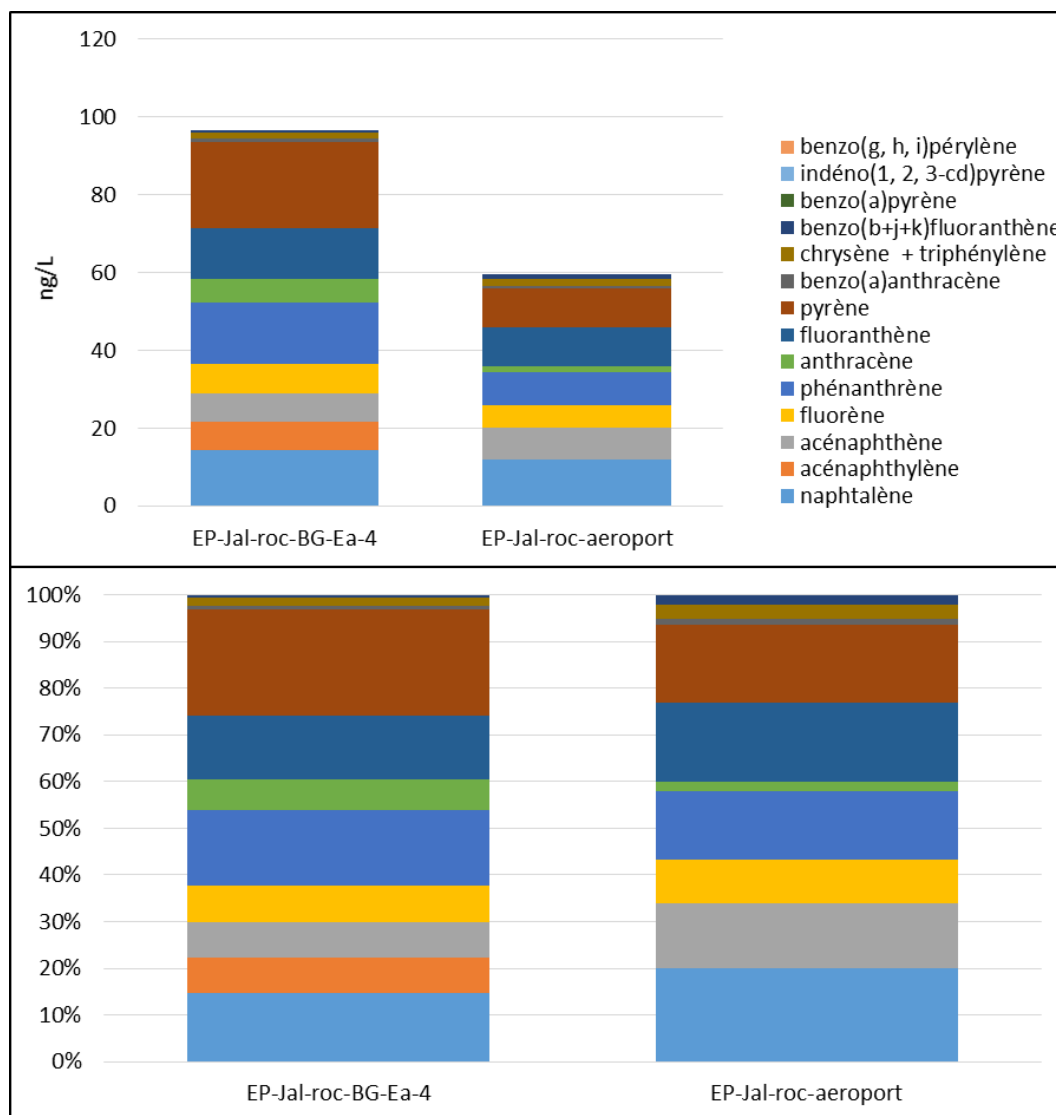 120
100
80
60
40
20
0
ng/L
EP-Jal-roc-BG-Ea-4
EP-Jal-roc-aeroport
benzo(g, h, i)pérylène
indéno(1, 2, 3-cd)pyrène
benzo(a)pyrène
benzo(b+j+k)fluoranthène
chrysène + triphénylène
benzo(a)anthracène
pyrène
fluoranthène
anthracène
phénanthrène
fluorène
acénaphthène
acénaphthylène
naphtalène
100%
90%
80%
70%
60%
50%
40%
30%
20%
10%
0%
EP-Jal-roc-BG-Ea-4
EP-Jal-roc-aeroport